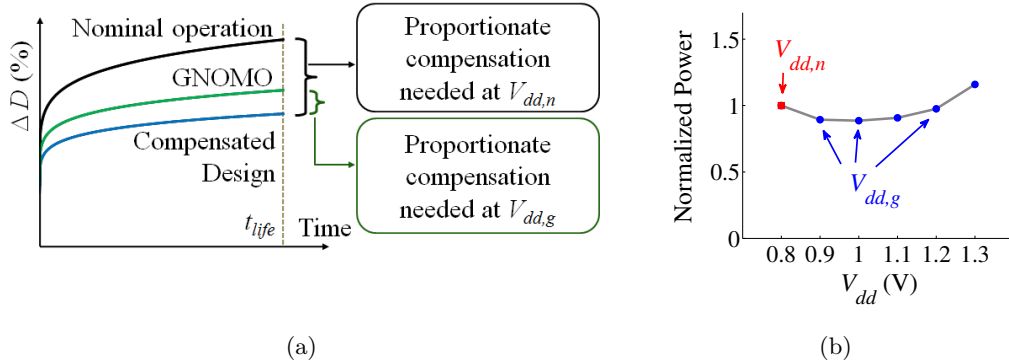 Δ D (%)
Nominal operation
GNOMO
Compensated
Design
t_life
Time
Proportionate
compensation
needed at V_dd,n
Proportionate
compensation
needed at V_dd,g
(a)
Normalized Power
1.5
1
0.5
0
V_dd,n
V_dd,g
0.8 0.9 1 1.1 1.2 1.3
V_dd (V)
(b)